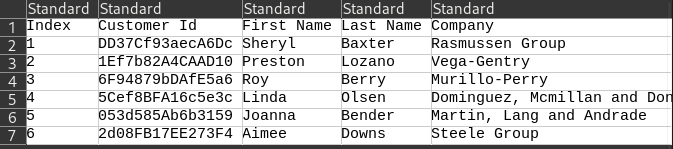 Standard Standard Standard Standard Standard
1 Index Customer Id First Name Last Name Company
2 1 DD37Cf93aecA6Dc Sheryl Baxter Rasmussen Group
3 2 1Ef7b82A4CAAD10 Preston Lozano Vega-Gentry
4 3 6F94879bDAfE5a6 Roy Berry Murillo-Perry
5 4 5Cef8BFA16c5e3c Linda Olsen Dominguez, Mcmillan and Don
6 5 053d585Ab6b3159 Joanna Bender Martin, Lang and Andrade
7 6 2d08FB17EE273F4 Aimee Downs Steele Group